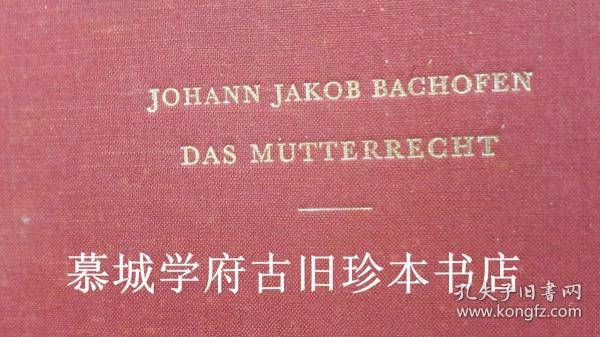 JOHANN JAKOB BACHOFEN
DAS MUTTERRECHT
慕城学府古旧珍本书店
孔夫子旧书网
www.kongfz.com